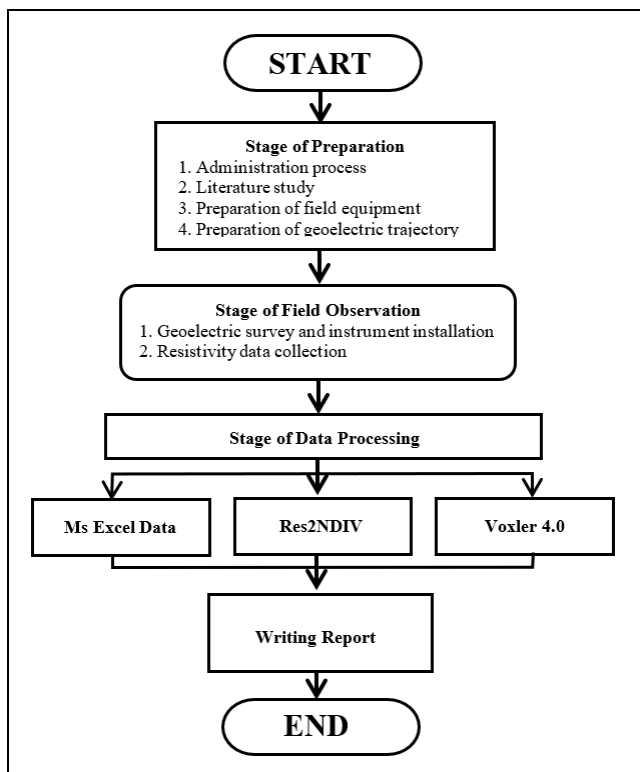 START
Stage of Preparation
1. Administration process
2. Literature study
3. Preparation of field equipment
4. Preparation of geoelectric trajectory
Stage of Field Observation
1. Geoelectric survey and instrument installation
2. Resistivity data collection
Stage of Data Processing
Ms Excel Data
Res2NDIV
Voxler 4.0
Writing Report
END